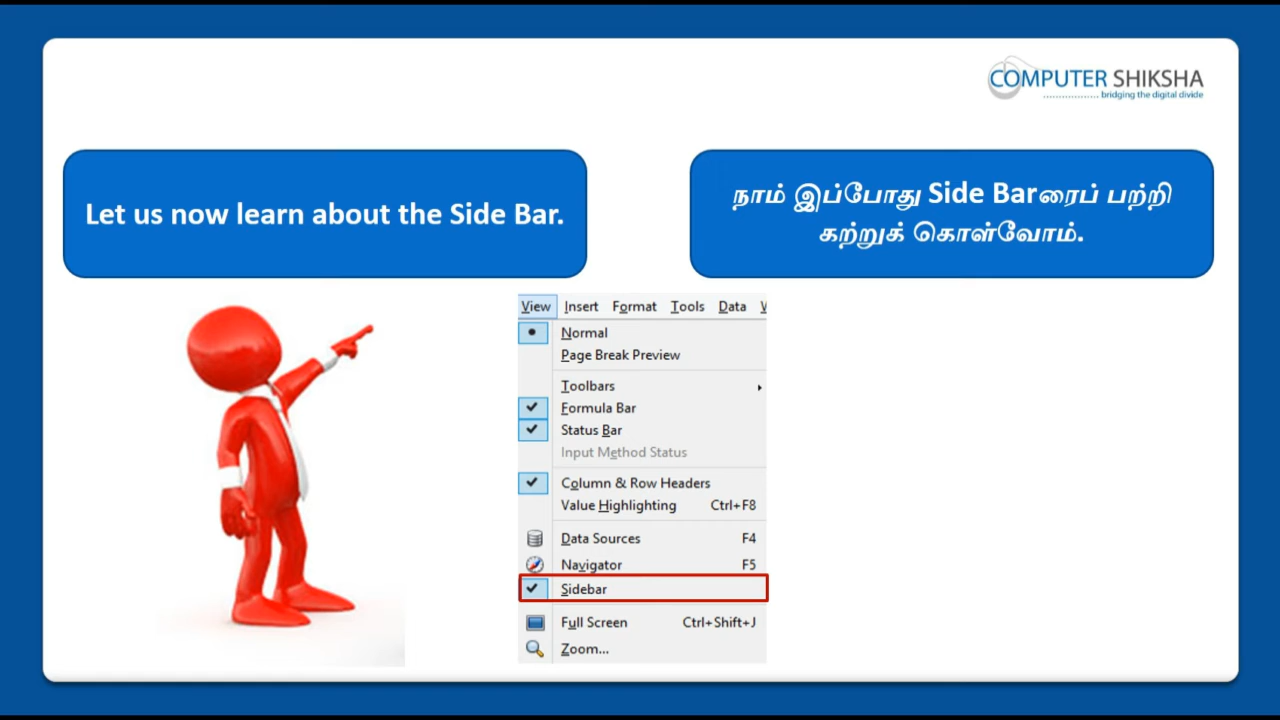 COMPUTER SHIKSHA
.................. bridging the digital divide
Let us now learn about the Side Bar.
நாம் இப்போது Side Barரைப் பற்றி
கற்றுக் கொள்வோம்.
View Insert Format Tools Data
Normal
Page Break Preview
Toolbars
Formula Bar
Status Bar
Input Method Status
Column & Row Headers
Value Highlighting Ctrl+F8
Data Sources F4
Navigator F5
Sidebar
Full Screen Ctrl+Shift+J
Zoom...